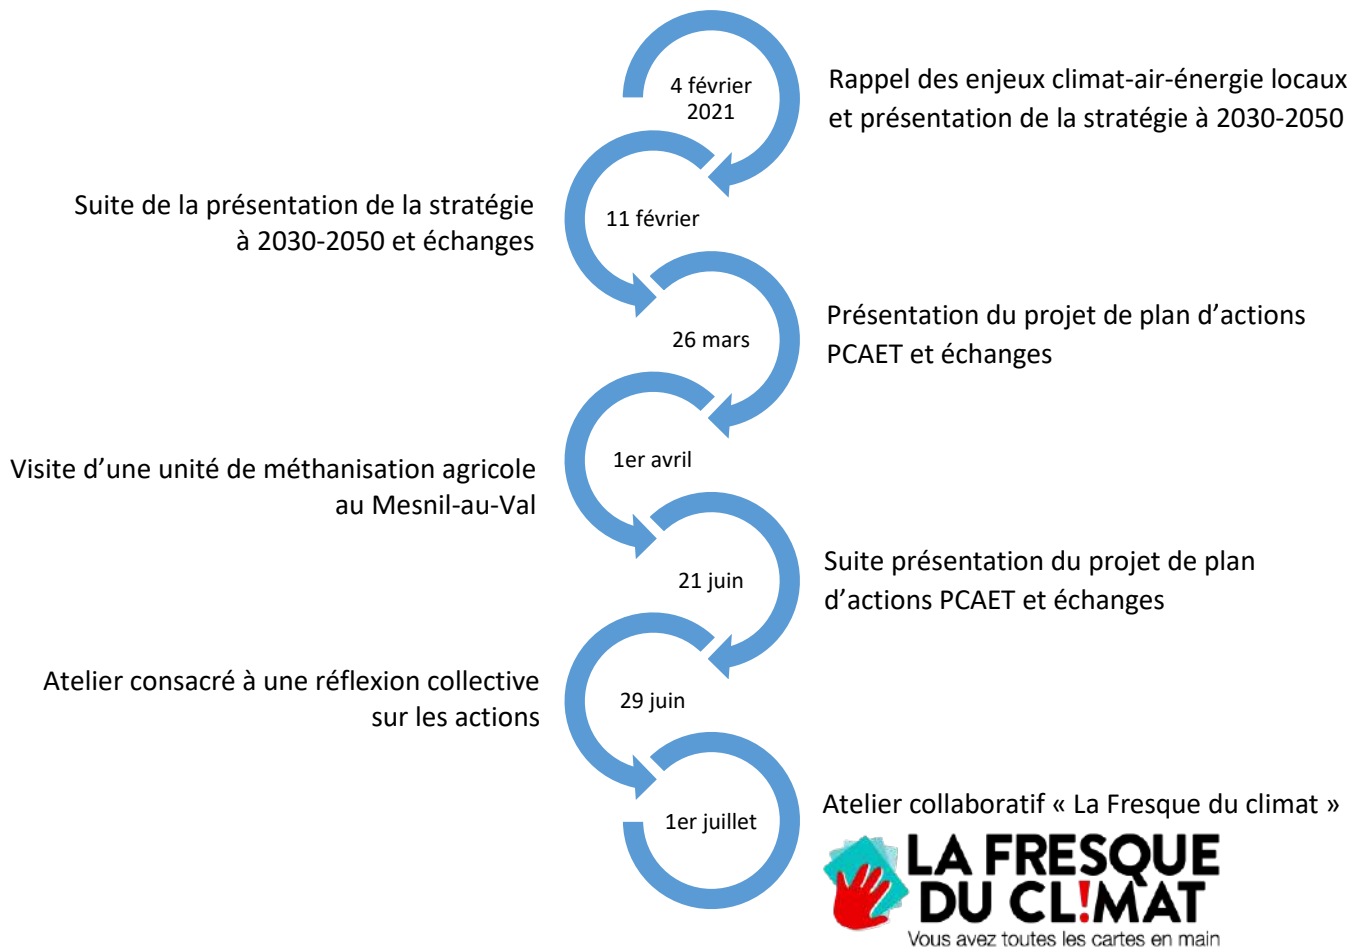 4 février
2021
Rappel des enjeux climat-air-énergie locaux
et présentation de la stratégie à 2030-2050
Suite de la présentation de la stratégie
à 2030-2050 et échanges
11 février
26 mars
Présentation du projet de plan d’actions
PCAET et échanges
Visite d’une unité de méthanisation agricole
au Mesnil-au-Val
1er avril
21 juin
Suite présentation du projet de plan
d’actions PCAET et échanges
Atelier consacré à une réflexion collective
sur les actions
29 juin
1er juillet
Atelier collaboratif « La Fresque du climat »
LA FRESQUE
DU CL!MAT
Vous avez toutes les cartes en main